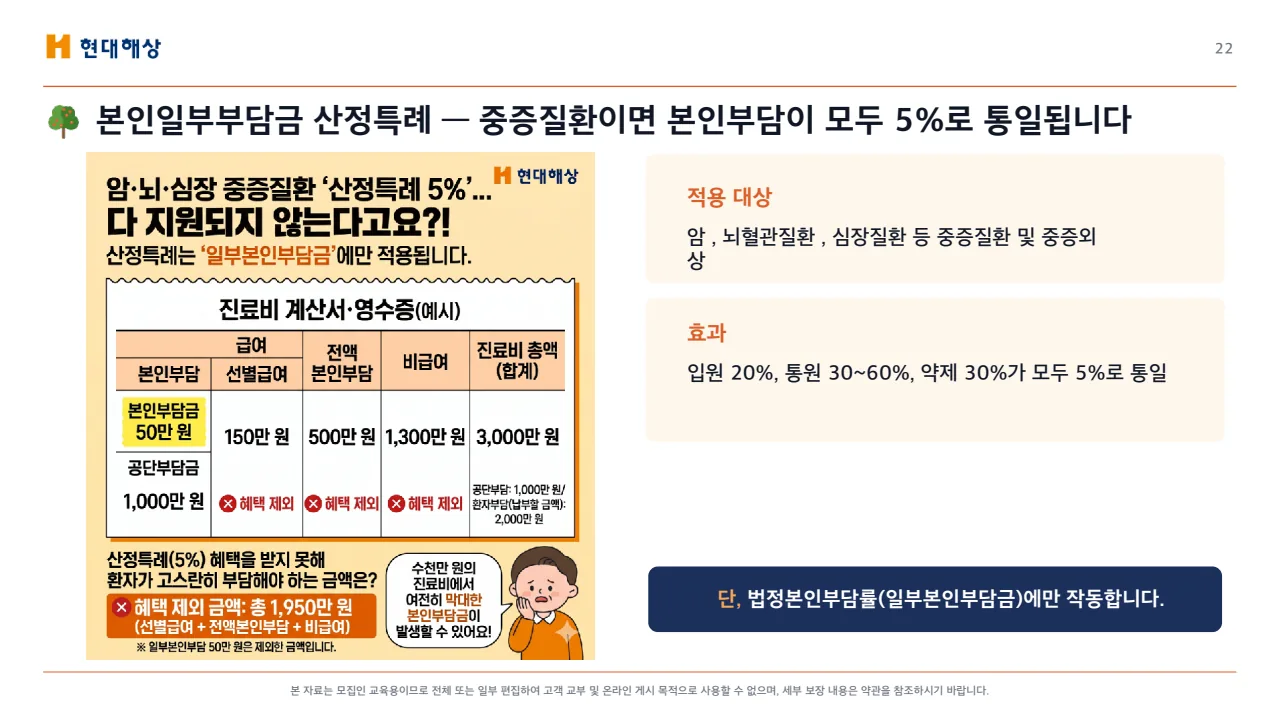 현대해상
22
본인일부부담금 산정특례 — 중증질환이면 본인부담이 모두 5%로 통일됩니다
암·뇌·심장 중증질환 ‘산정특례 5%’...
현대해상
다 지원되지 않는다고요?!
산정특례는 ‘일부본인부담금’에만 적용됩니다.
진료비 계산서·영수증(예시)
급여
전액
본인부담
비급여
진료비 총액
(합계)
본인부담
선별급여
본인부담금
50만 원
150만 원
500만 원
1,300만 원
3,000만 원
공단부담금
1,000만 원
혜택 제외
혜택 제외
혜택 제외
공단부담: 1,000만 원/
환자부담(납부할 금액):
2,000만 원
산정특례(5%) 혜택을 받지 못해
환자가 고스란히 부담해야 하는 금액은?
혜택 제외 금액: 총 1,950만 원
(선별급여 + 전액본인부담 + 비급여)
※ 일부본인부담 50만 원은 제외한 금액입니다.
수천만 원의
진료비에서
여전히 막대한
본인부담금이
발생할 수 있어요!
적용 대상
암 , 뇌혈관질환 , 심장질환 등 중증질환 및 중증외
상
효과
입원 20%, 통원 30~60%, 약제 30%가 모두 5%로 통일
단, 법정본인부담률(일부본인부담금)에만 작동합니다.
본 자료는 모집인 교육용이므로 전체 또는 일부 편집하여 고객 교부 및 온라인 게시 목적으로 사용할 수 없으며, 세부 보장 내용은 약관을 참조하시기 바랍니다.